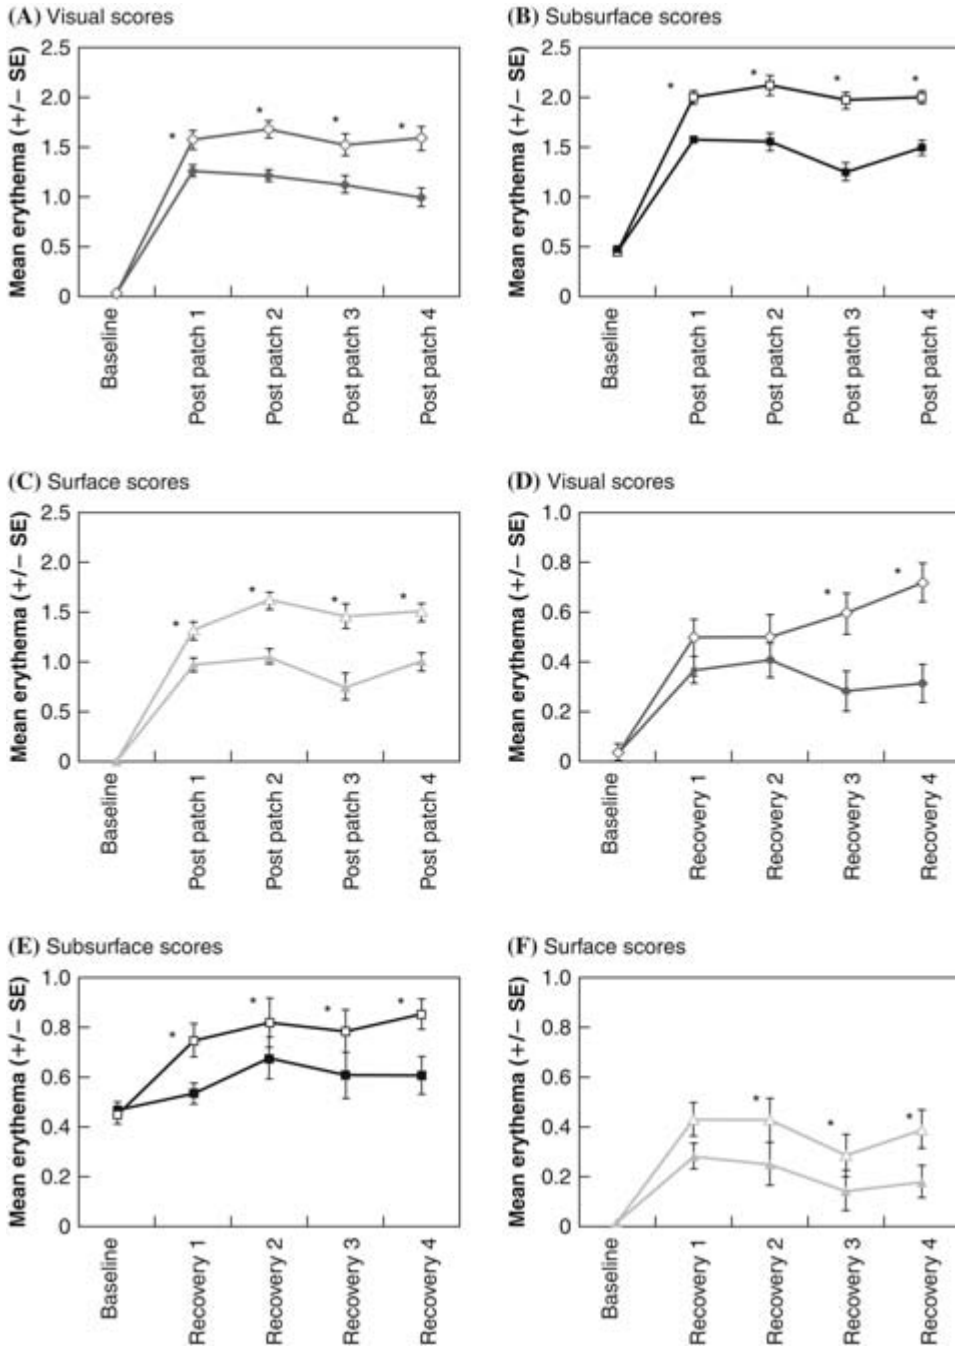 (A) Visual scores
Mean erythema (+/− SE)
2.5
2.0
1.5
1.0
0.5
0
*
*
*
*
Baseline
Post patch 1
Post patch 2
Post patch 3
Post patch 4
(B) Subsurface scores
Mean erythema (+/− SE)
2.5
2.0
1.5
1.0
0.5
0
*
*
*
*
Baseline
Post patch 1
Post patch 2
Post patch 3
Post patch 4
(C) Surface scores
Mean erythema (+/− SE)
2.5
2.0
1.5
1.0
0.5
0
*
*
*
*
Baseline
Post patch 1
Post patch 2
Post patch 3
Post patch 4
(D) Visual scores
Mean erythema (+/− SE)
1.0
0.8
0.6
0.4
0.2
0
*
*
Baseline
Recovery 1
Recovery 2
Recovery 3
Recovery 4
(E) Subsurface scores
Mean erythema (+/− SE)
1.0
0.8
0.6
0.4
0.2
0
*
*
*
*
Baseline
Recovery 1
Recovery 2
Recovery 3
Recovery 4
(F) Surface scores
Mean erythema (+/− SE)
1.0
0.8
0.6
0.4
0.2
0
*
*
*
Baseline
Recovery 1
Recovery 2
Recovery 3
Recovery 4